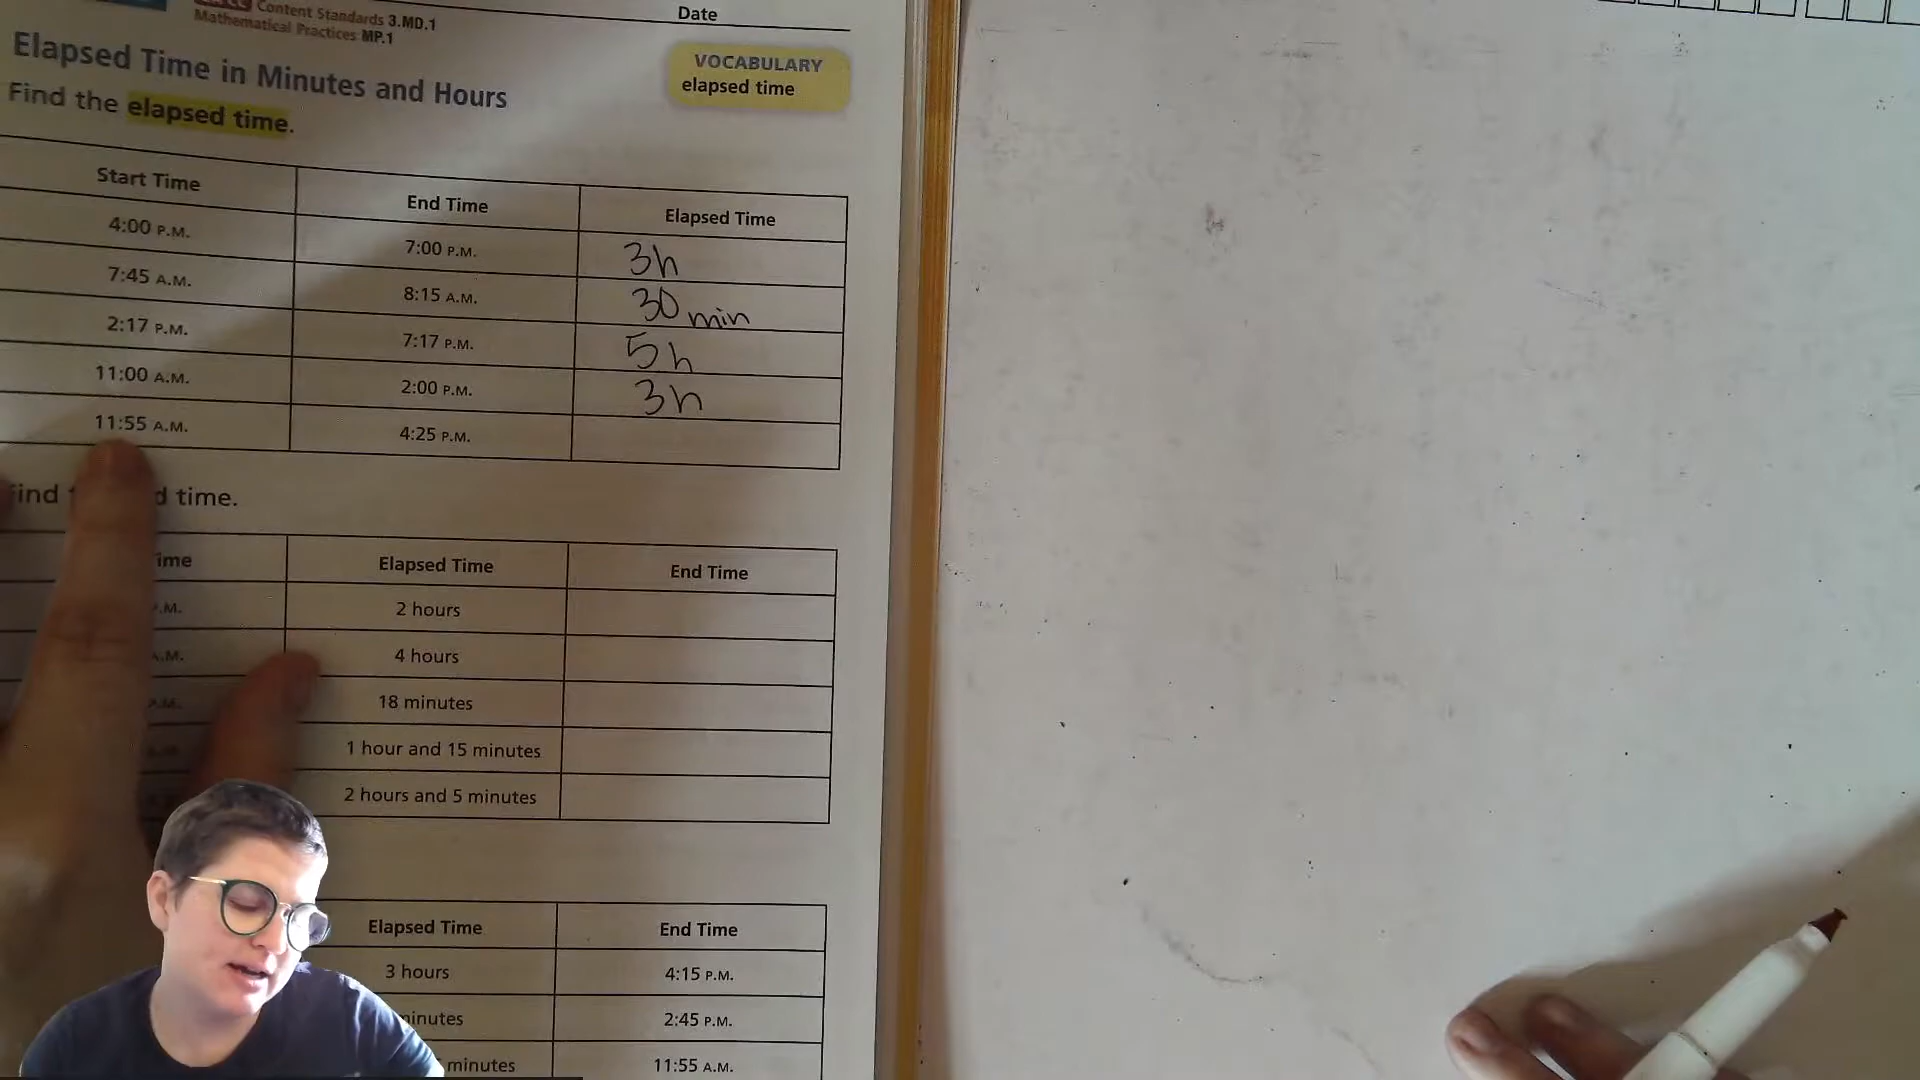 Content Standards 3.MD.1
Mathematical Practices MP.1
Date
Elapsed Time in Minutes and Hours
VOCABULARY
elapsed time
Find the elapsed time.
Start Time End Time Elapsed Time
4:00 P.M. 7:00 P.M. 3h
7:45 A.M. 8:15 A.M. 30 min
2:17 P.M. 7:17 P.M. 5h
11:00 A.M. 2:00 P.M. 3h
11:55 A.M. 4:25 P.M.
time.
Elapsed Time End Time
2 hours
4 hours
18 minutes
1 hour and 15 minutes
2 hours and 5 minutes
Elapsed Time End Time
3 hours 4:15 P.M.
2:45 P.M.
minutes 11:55 A.M.